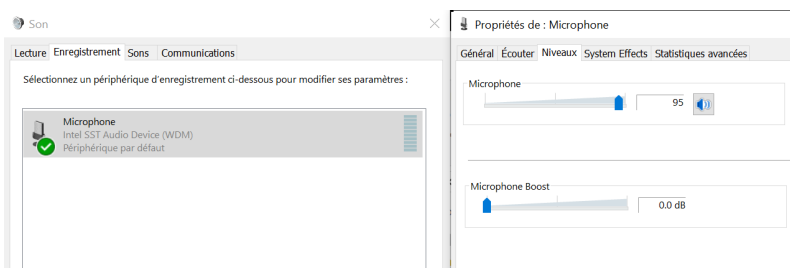 Son
Lecture Enregistrement Sons Communications
Sélectionnez un périphérique d'enregistrement ci-dessous pour modifier ses paramètres :
Microphone
Intel SST Audio Device (WDM)
Périphérique par défaut
Propriétés de : Microphone
Général Écouter Niveaux System Effects Statistiques avancées
Microphone
95
Microphone Boost
0.0 dB